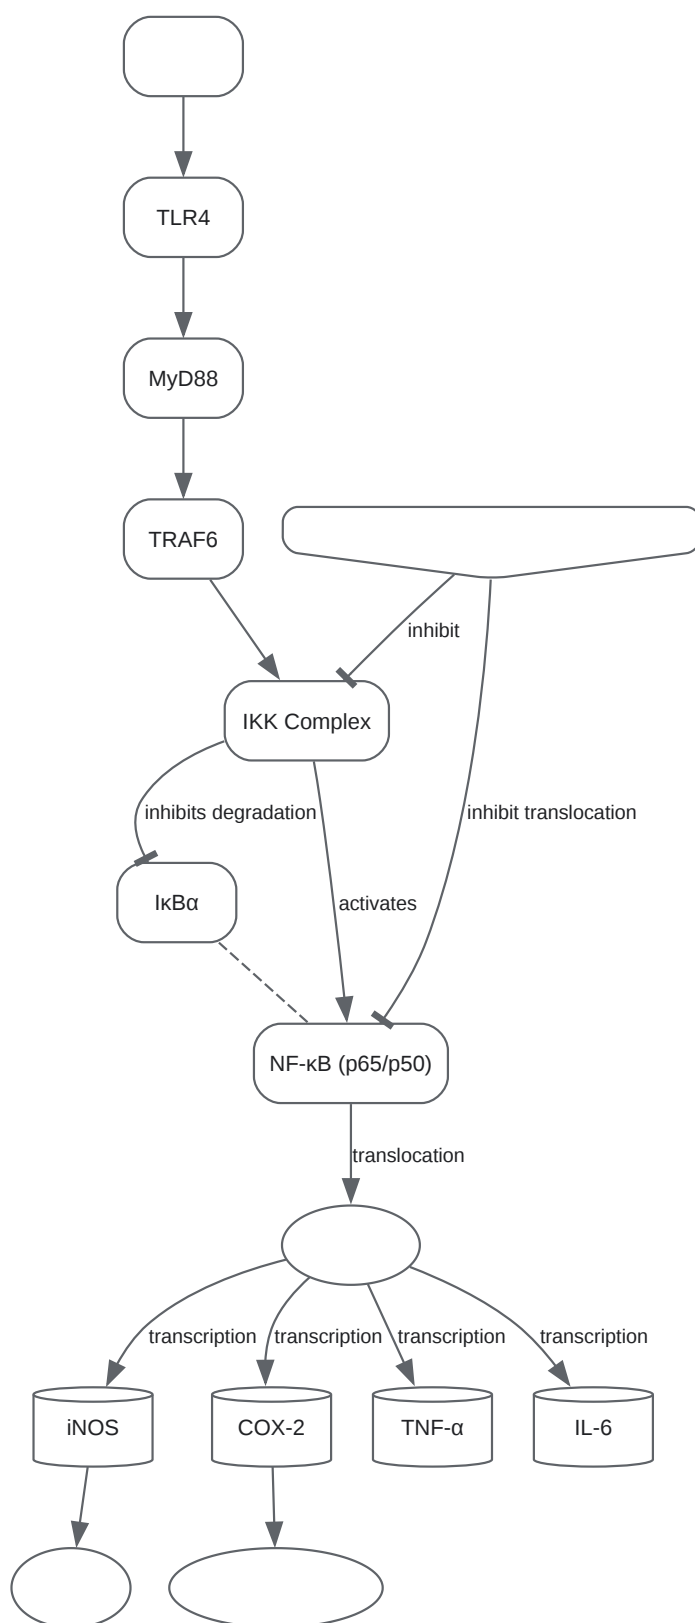 TLR4
MyD88
TRAF6
inhibit
IKK Complex
inhibits degradation
inhibit translocation
IκBα
activates
NF-κB (p65/p50)
translocation
transcription
transcription
transcription
transcription
iNOS
COX-2
TNF-α
IL-6